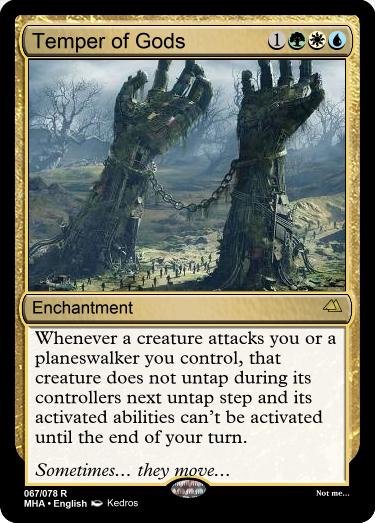 Temper of Gods 1
Enchantment
Whenever a creature attacks you or a
planeswalker you control, that
creature does not untap during its
controllers next untap step and its
activated abilities can't be activated
until the end of your turn.
Sometimes... they move...
067/078 R
MHA • English Kedros
Not me...